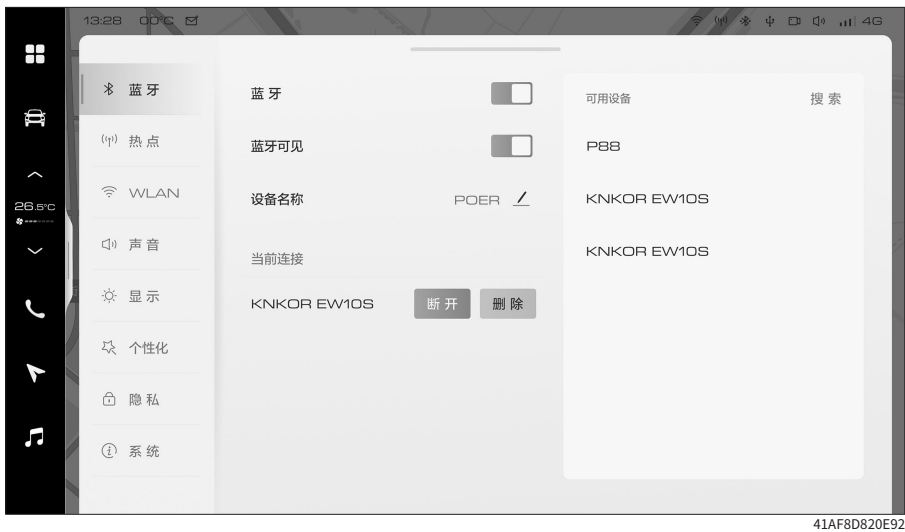 13:28 00°C 4G
26.5°C
蓝牙
热点
WLAN
声音
显示
个性化
隐私
系统
蓝牙
蓝牙可见
设备名称 POER
当前连接
KNKOR EW10S 断开 删除
可用设备 搜索
P88
KNKOR EW10S
KNKOR EW10S
41AF8D820E92